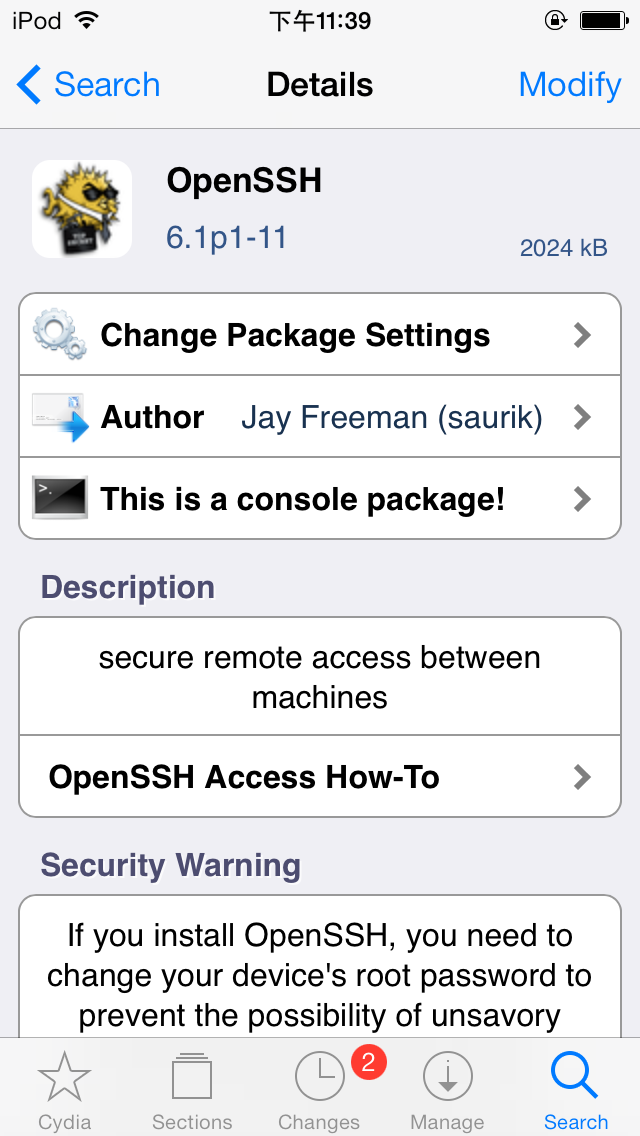 iPod 下午11:39
Search Details Modify
OpenSSH
6.1p1-11
2024 kB
Change Package Settings
Author Jay Freeman (saurik)
>.
This is a console package!
Description
secure remote access between
machines
OpenSSH Access How-To
Security Warning
If you install OpenSSH, you need to
change your device's root password to
prevent the possibility of unsavory
2
Cydia Sections Changes Manage Search